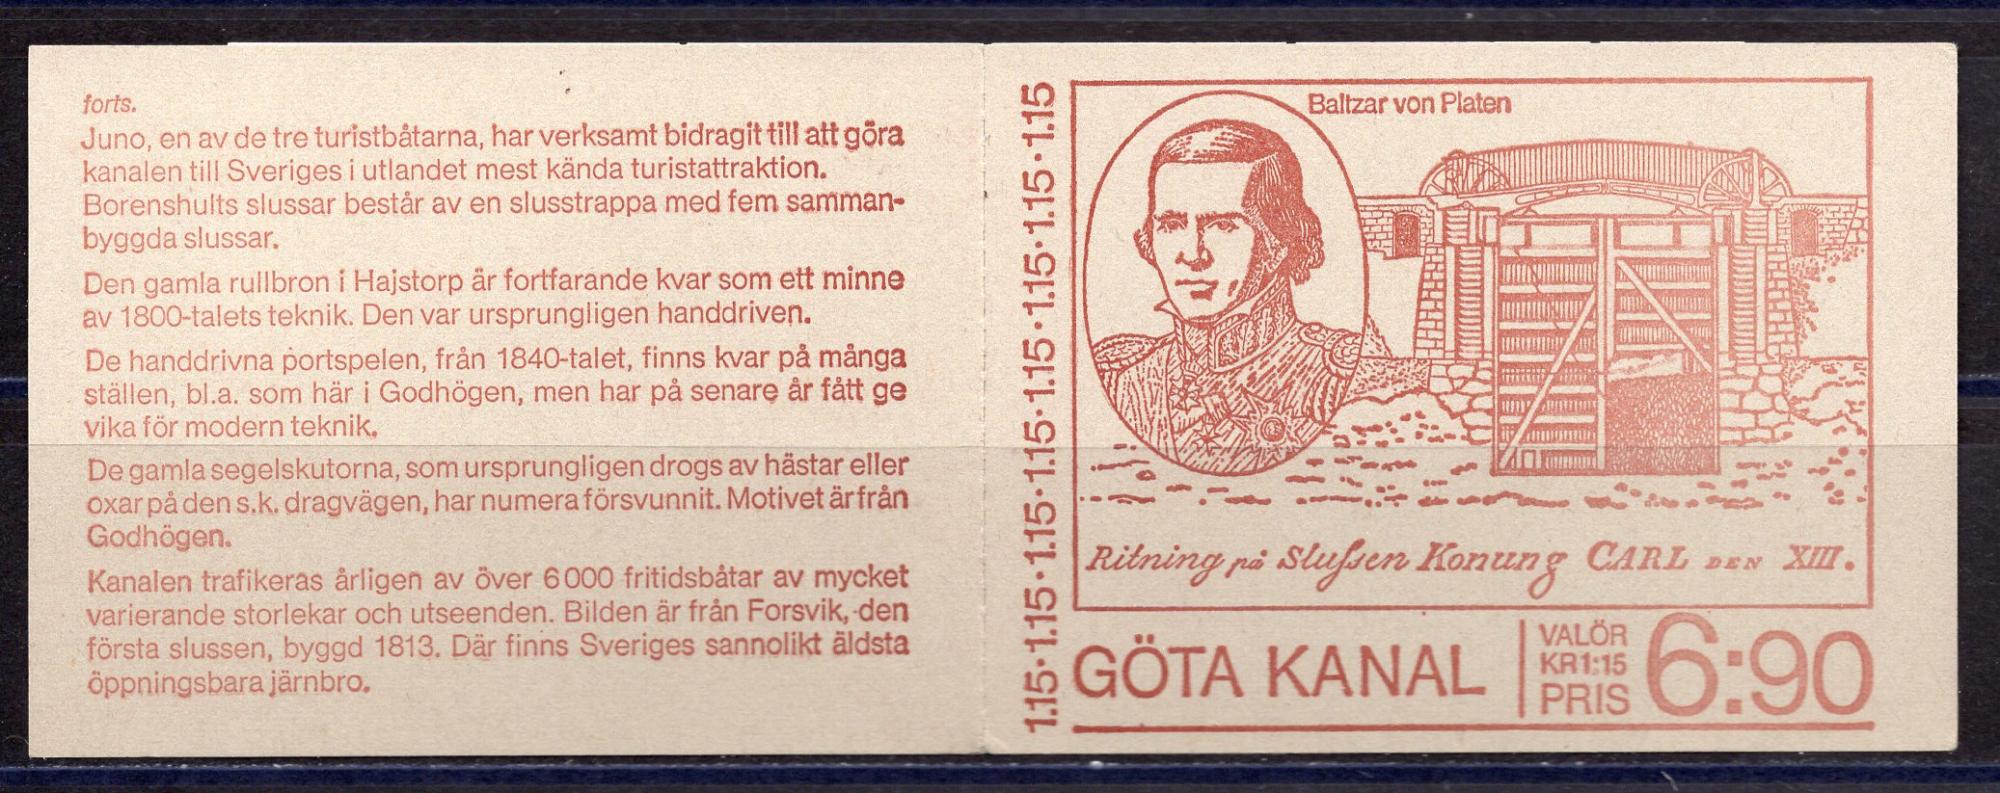 forts.
Juno, en av de tre turistbåtarna, har verksamt bidragit till att göra
kanalen till Sveriges i utlandet mest kända turistattraktion.
Borenshults slussar består av en slusstrappa med fem samman-
byggda slussar.
Den gamla rullbron i Hajstorp är fortfarande kvar som ett minne
av 1800-talets teknik. Den var ursprungligen handdriven.
De handdrivna portspelen, från 1840-talet, finns kvar på många
ställen, bl.a. som här i Godhögen, men har på senare år fått ge
vika för modern teknik.
De gamla segelskutorna, som ursprungligen drogs av hästar eller
oxar på den s.k. dragvägen, har numera försvunnit. Motivet är från
Godhögen.
Kanalen trafikeras årligen av över 6000 fritidsbåtar av mycket
varierande storlekar och utseenden. Bilden är från Forsvik, den
första slussen, byggd 1813. Där finns Sveriges sannolikt äldsta
öppningsbara järnbro.
1.15·1.15·1.15·1.15·1.15·1.15·1.15·1.15
Baltzar von Platen
Ritning på Slußen Konung CARL DEN XIII.
GÖTA KANAL
VALÖR
KR1:15
PRIS
6:90